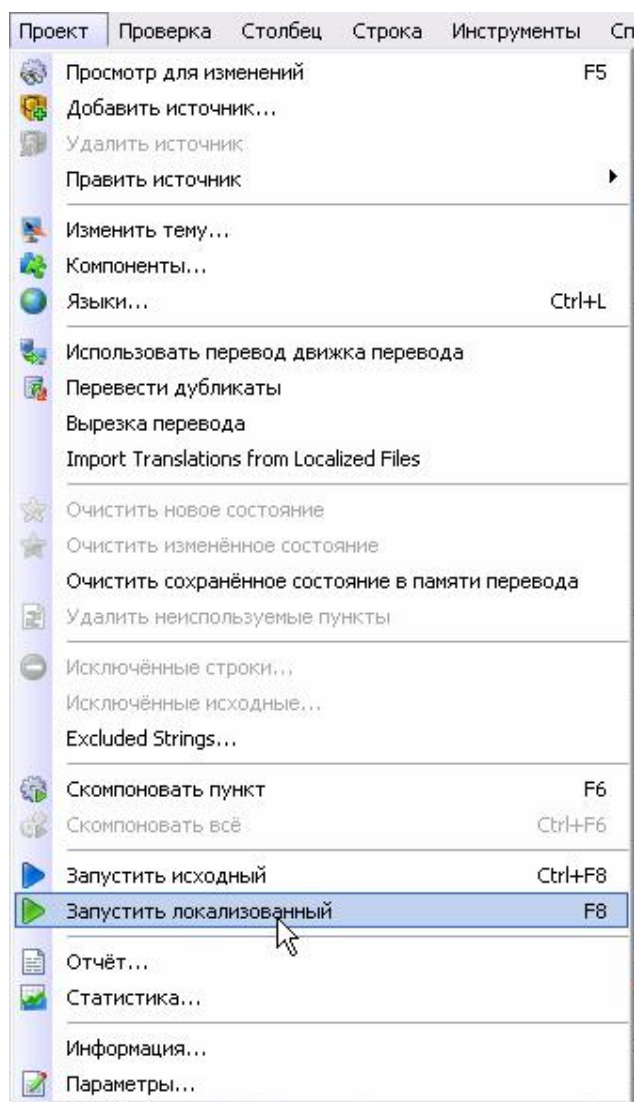 Проект Проверка Столбец Строка Инструменты Сп
Просмотр для изменений F5
Добавить источник...
Удалить источник
Править источник
Изменить тему...
Компоненты...
Языки... Ctrl+L
Использовать перевод движка перевода
Перевести дубликаты
Вырезка перевода
Import Translations from Localized Files
Очистить новое состояние
Очистить изменённое состояние
Очистить сохранённое состояние в памяти перевода
Удалить неиспользуемые пункты
Исключённые строки...
Исключённые исходные...
Excluded Strings...
Скомпоновать пункт F6
Скомпоновать всё Ctrl+F6
Запустить исходный Ctrl+F8
Запустить локализованный F8
Отчёт...
Статистика...
Информация...
Параметры...